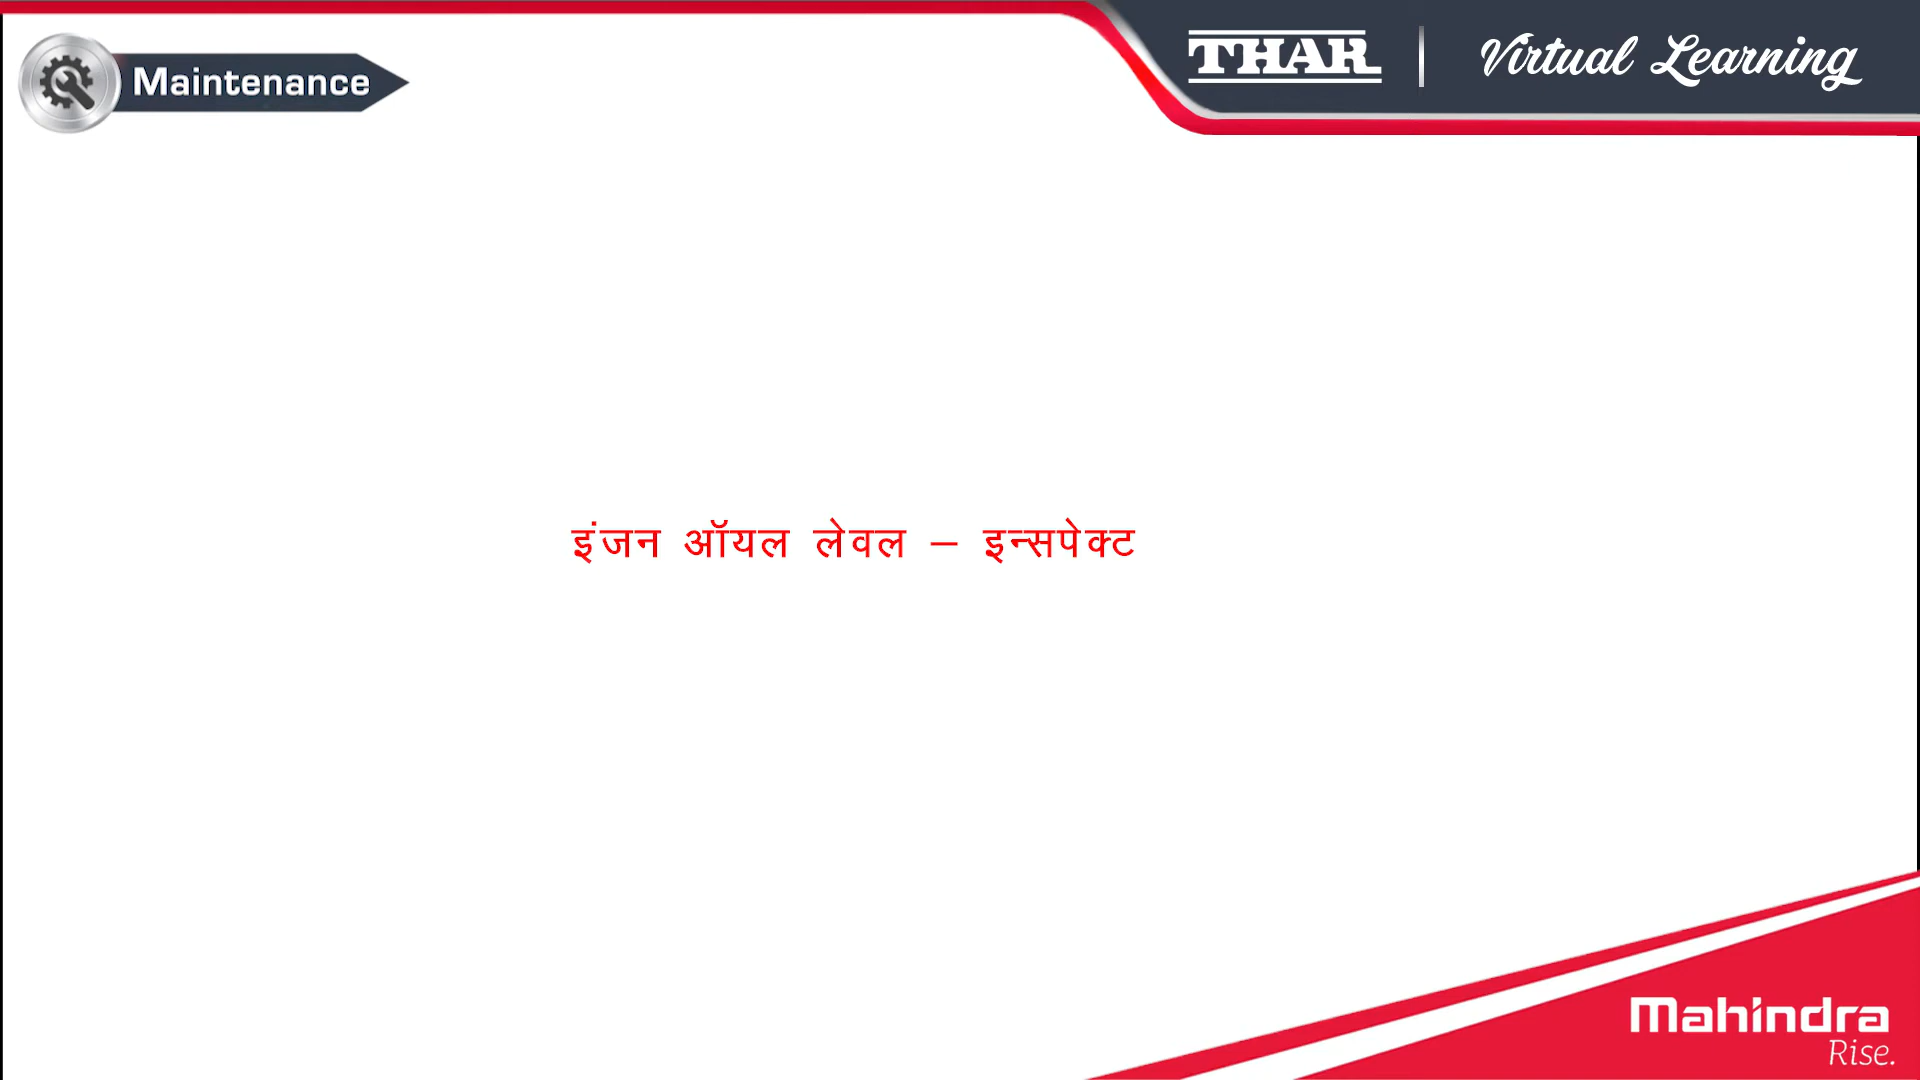 Maintenance
THAR | Virtual Learning
इंजन ऑयल लेवल – इन्सपेक्ट
Mahindra
Rise.